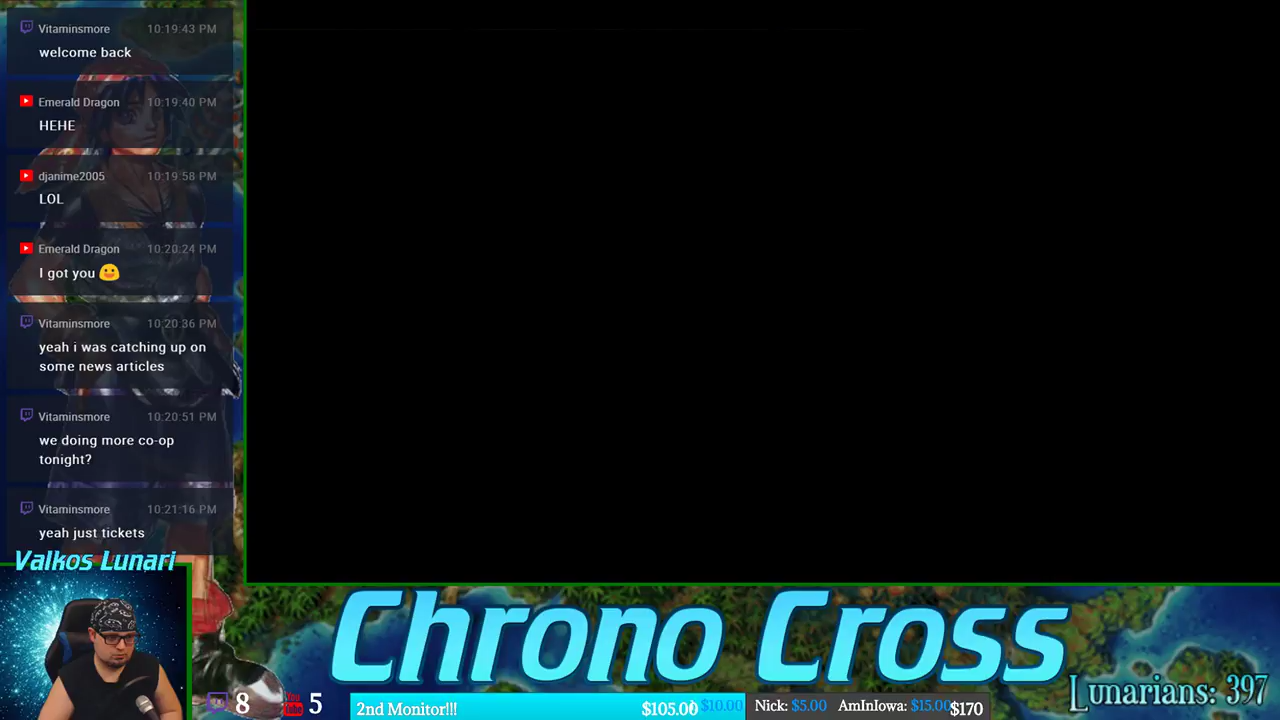 Vitaminsmore 10:19:43 PM
welcome back
Emerald Dragon 10:19:40 PM
HEHE
djanime2005 10:19:58 PM
LOL
Emerald Dragon 10:20:24 PM
I got you 😛
Vitaminsmore 10:20:36 PM
yeah i was catching up on
some news articles
Vitaminsmore 10:20:51 PM
we doing more co-op
tonight?
Vitaminsmore 10:21:16 PM
yeah just tickets
Valkos Lunari
Chrono Cross
8 You Tube 5
2nd Monitor!!! $105.00 $10.00 Nick: $5.00 AmInIowa: $15.00 $170
Lunarians: 397